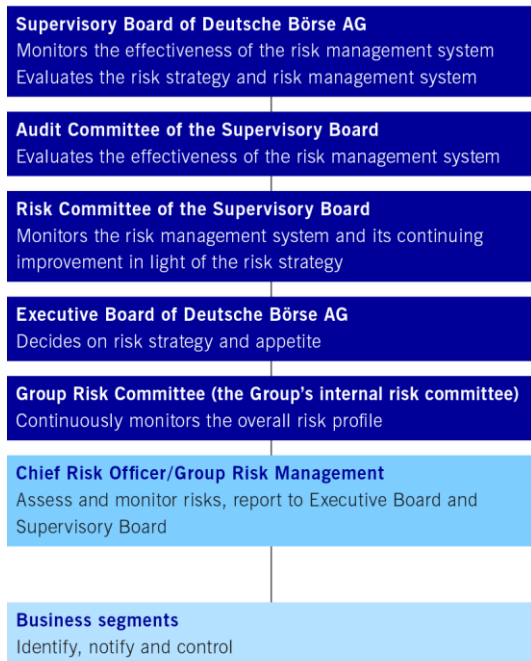 Supervisory Board of Deutsche Börse AG
Monitors the effectiveness of the risk management system
Evaluates the risk strategy and risk management system
Audit Committee of the Supervisory Board
Evaluates the effectiveness of the risk management system
Risk Committee of the Supervisory Board
Monitors the risk management system and its continuing
improvement in light of the risk strategy
Executive Board of Deutsche Börse AG
Decides on risk strategy and appetite
Group Risk Committee (the Group's internal risk committee)
Continuously monitors the overall risk profile
Chief Risk Officer/Group Risk Management
Assess and monitor risks, report to Executive Board and
Supervisory Board
Business segments
Identify, notify and control